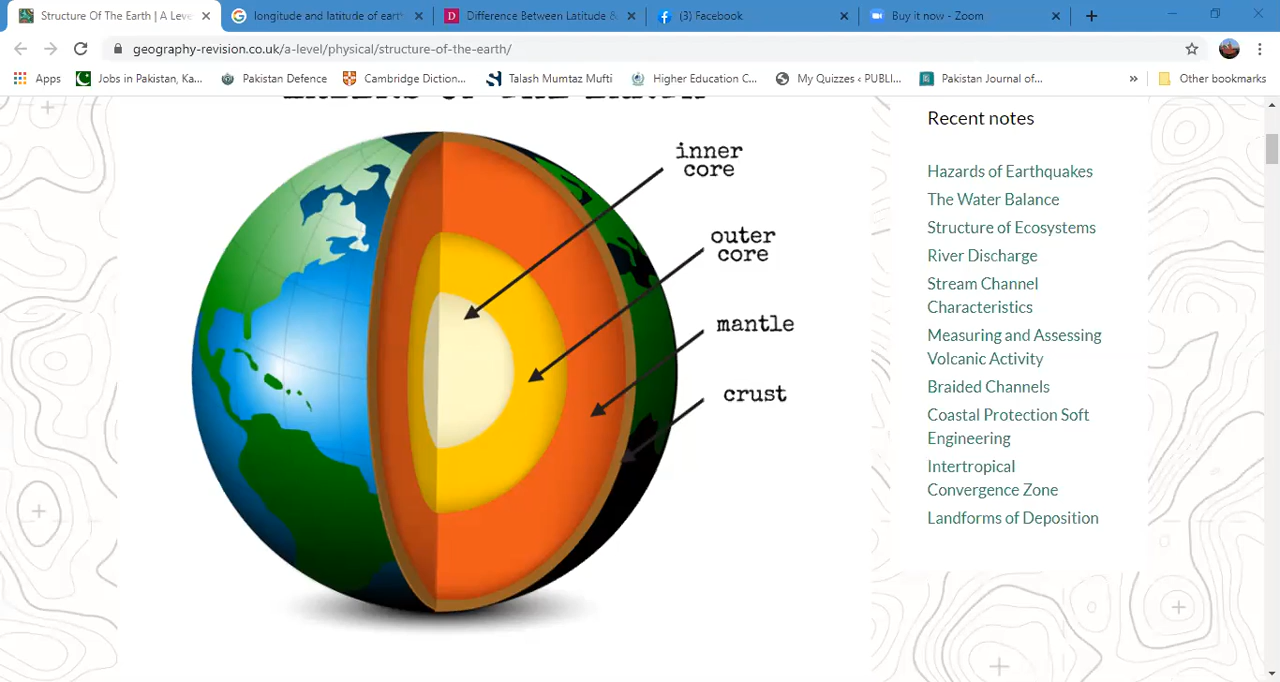 Structure Of The Earth | A Leve
longitude and latitude of eart
Difference Between Latitude &
(3) Facebook
Buy it now - Zoom
geography-revision.co.uk/a-level/physical/structure-of-the-earth/
Apps
Jobs in Pakistan, Ka...
Pakistan Defence
Cambridge Diction...
Talash Mumtaz Mufti
Higher Education C...
My Quizzes ‹ PUBLI...
Pakistan Journal of...
Other bookmarks
inner
core
outer
core
mantle
crust
Recent notes
Hazards of Earthquakes
The Water Balance
Structure of Ecosystems
River Discharge
Stream Channel
Characteristics
Measuring and Assessing
Volcanic Activity
Braided Channels
Coastal Protection Soft
Engineering
Intertropical
Convergence Zone
Landforms of Deposition